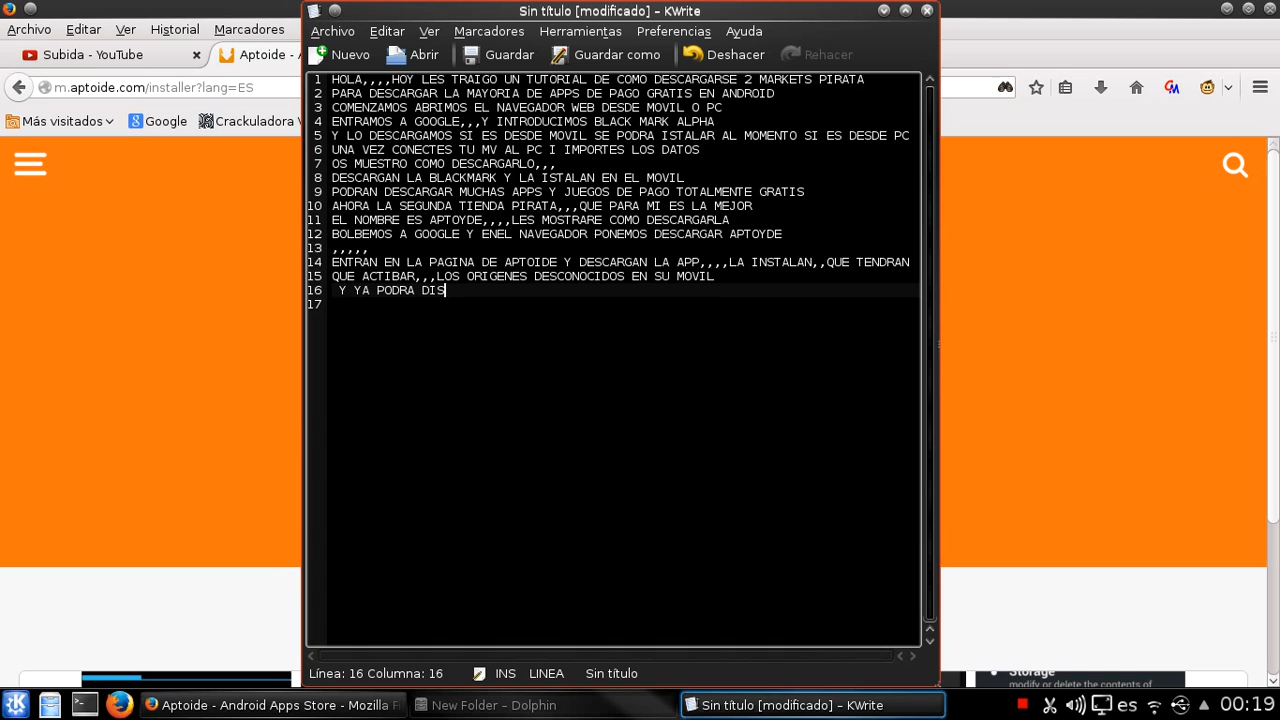 Sin título [modificado] – KWrite
Archivo Editar Ver Historial Marcadores
Archivo Editar Ver Marcadores Herramientas Preferencias Ayuda
Subida - YouTube
Aptoide - A
Nuevo Abrir Guardar Guardar como Deshacer Rehacer
m.aptoide.com/installer?lang=ES
Más visitados Google Crackuladora
1 HOLA,,,,HOY LES TRAIGO UN TUTORIAL DE COMO DESCARGARSE 2 MARKETS PIRATA
2 PARA DESCARGAR LA MAYORIA DE APPS DE PAGO GRATIS EN ANDROID
3 COMENZAMOS ABRIMOS EL NAVEGADOR WEB DESDE MOVIL O PC
4 ENTRAMOS A GOOGLE,,,Y INTRODUCIMOS BLACK MARK ALPHA
5 Y LO DESCARGAMOS SI ES DESDE MOVIL SE PODRA ISTALAR AL MOMENTO SI ES DESDE PC
6 UNA VEZ CONECTES TU MV AL PC I IMPORTES LOS DATOS
7 OS MUESTRO COMO DESCARGARLO,,,
8 DESCARGAN LA BLACKMARK Y LA ISTALAN EN EL MOVIL
9 PODRAN DESCARGAR MUCHAS APPS Y JUEGOS DE PAGO TOTALMENTE GRATIS
10 AHORA LA SEGUNDA TIENDA PIRATA,,,QUE PARA MI ES LA MEJOR
11 EL NOMBRE ES APTOYDE,,,,LES MOSTRARE COMO DESCARGARLA
12 BOLBEMOS A GOOGLE Y ENEL NAVEGADOR PONEMOS DESCARGAR APTOYDE
13 ,,,,,
14 ENTRAN EN LA PAGINA DE APTOIDE Y DESCARGAN LA APP,,,,LA INSTALAN,,QUE TENDRAN
15 QUE ACTIBAR,,,LOS ORIGENES DESCONOCIDOS EN SU MOVIL
16 Y YA PODRA DIS
17
Línea: 16 Columna: 16 INS LINEA Sin título
Storage
modify or delete the contents of
Aptoide - Android Apps Store - Mozilla F
New Folder – Dolphin
Sin título [modificado] – KWrite
es
00:19